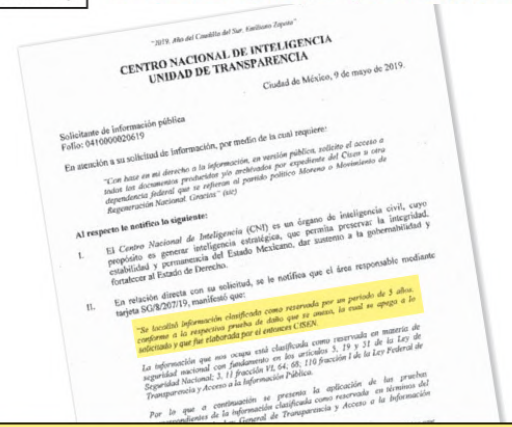 "2019, Año del Caudillo del Sur, Emiliano Zapata"
CENTRO NACIONAL DE INTELIGENCIA
UNIDAD DE TRANSPARENCIA
Ciudad de México, 9 de mayo de 2019.
Solicitante de información pública
Folio: 0410000020619
En atención a su solicitud de información, por medio de la cual requiere:
"Con base en mi derecho a la información, en versión pública, solicito el acceso a
todos los documentos producidos y/o archivados por expediente del Cisen u otra
dependencia federal que se refieran al partido político Morena o Movimiento de
Regeneración Nacional. Gracias" (sic)
Al respecto le notifico lo siguiente:
I. El Centro Nacional de Inteligencia (CNI) es un órgano de inteligencia civil, cuyo
propósito es generar inteligencia estratégica, que permita preservar la integridad,
estabilidad y permanencia del Estado Mexicano, dar sustento a la gobernabilidad y
fortalecer al Estado de Derecho.
II. En relación directa con su solicitud, se le notifica que el área responsable mediante
tarjeta SG/8/207/19, manifestó que:
"Se localizó información clasificada como reservada por un periodo de 5 años,
conforme a la respectiva prueba de daño que se anexa, la cual se apega a lo
solicitado y que fue elaborada por el entonces CISEN.
La información que nos ocupa está clasificada como reservada en materia de
seguridad nacional con fundamento en los artículos 5, 19 y 51 de la Ley de
Seguridad Nacional; 3, 11 fracción VI, 64, 68; 110 fracción I de la Ley Federal de
Transparencia y Acceso a la Información Pública.
Por lo que a continuación se presenta la aplicación de las pruebas
correspondientes de la información clasificada como reservada en términos del
Ley General de Transparencia y Acceso a la Información